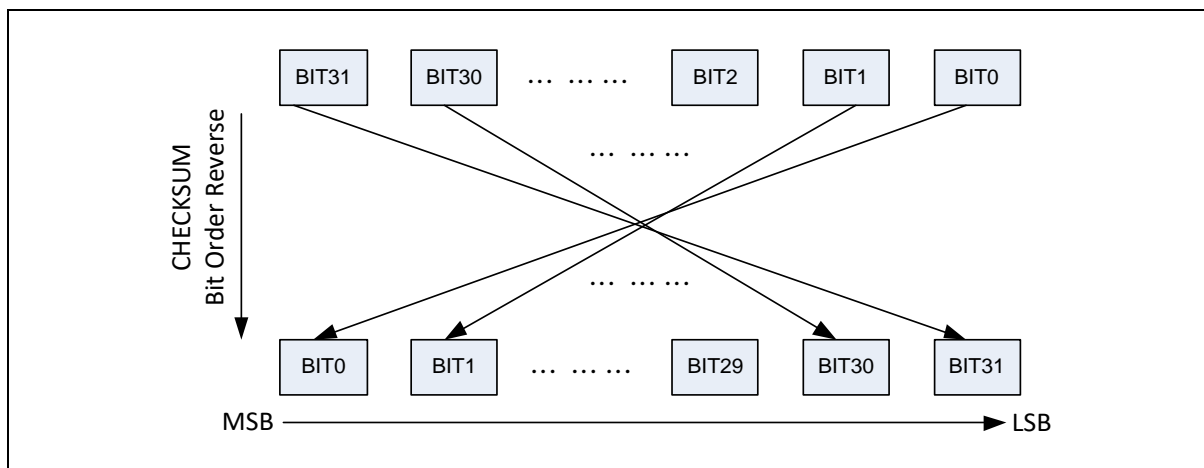 BIT31 BIT30 ... ... ... BIT2 BIT1 BIT0
... ... ...
CHECKSUM
Bit Order Reverse
... ... ...
BIT0 BIT1 ... ... ... BIT29 BIT30 BIT31
MSB LSB